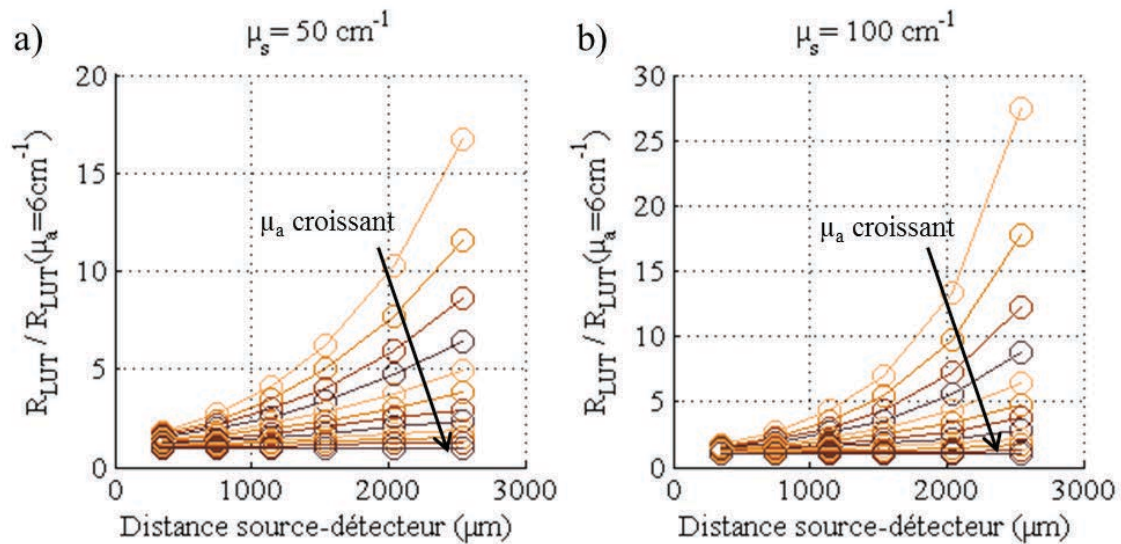 a)
μs = 50 cm-1
20
15
10
5
0
0
1000
2000
3000
RLUT / RLUT(μa=6cm-1)
μa croissant
Distance source-détecteur (μm)
b)
μs = 100 cm-1
30
25
20
15
10
5
0
0
1000
2000
3000
RLUT / RLUT(μa=6cm-1)
μa croissant
Distance source-détecteur (μm)